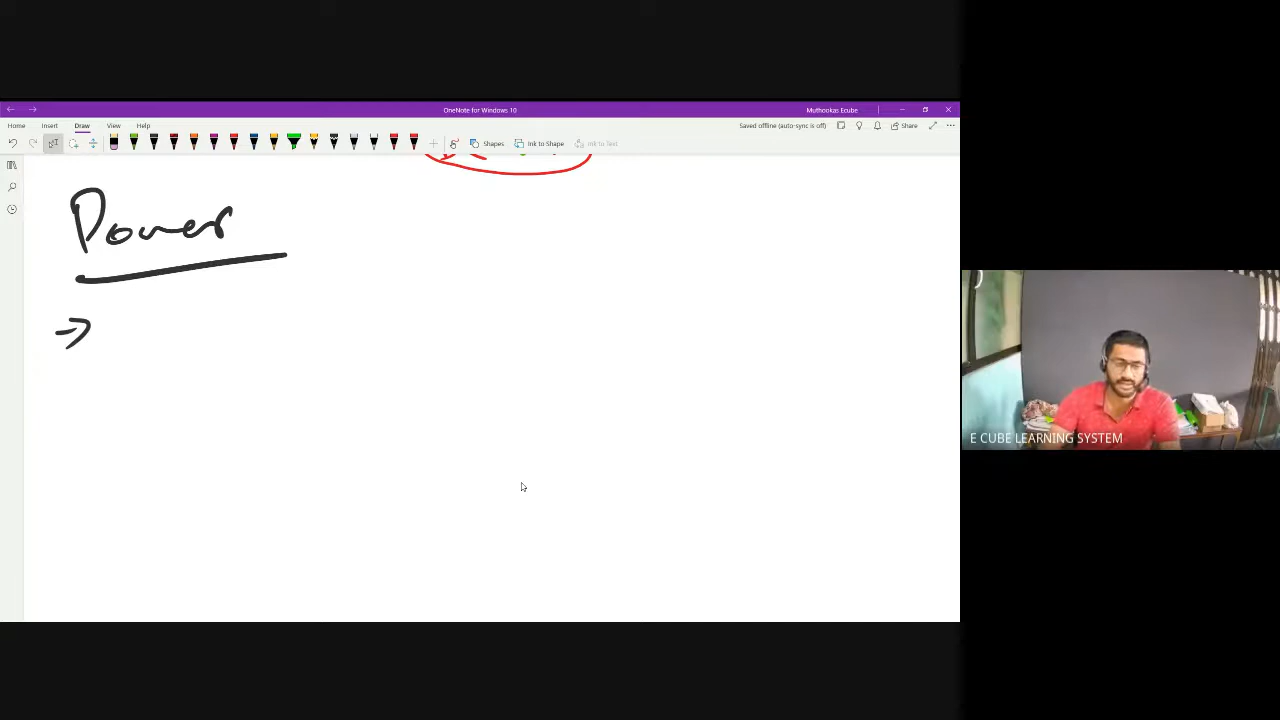 OneNote for Windows 10
Muthookas Ecube
Home Insert Draw View Help
Saved offline (auto-sync is off)
Share
Shapes
Ink to Shape
Ink to Text
Power
→
E CUBE LEARNING SYSTEM